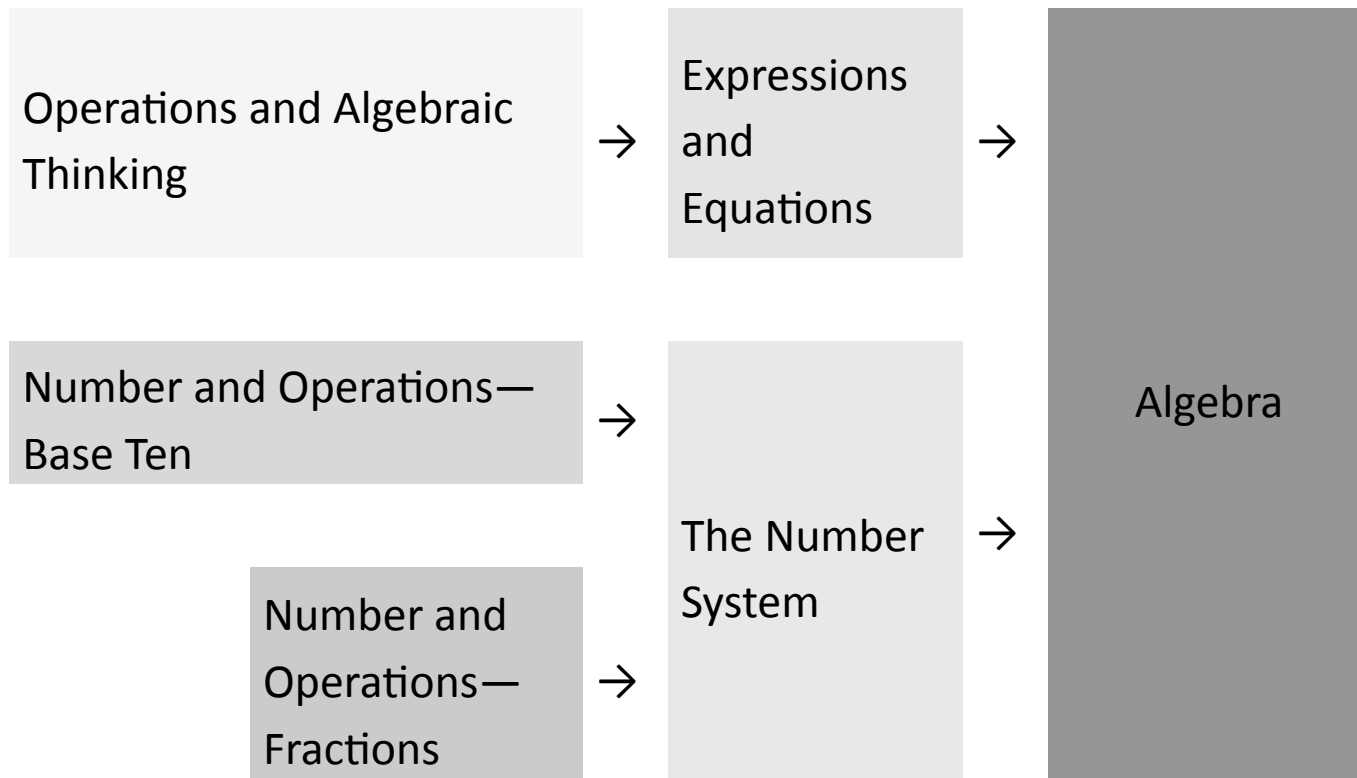 Operations and Algebraic
Thinking
→
Expressions
and
Equations
→
Number and Operations—
Base Ten
→
The Number
System
→
Algebra
Number and
Operations—
Fractions
→